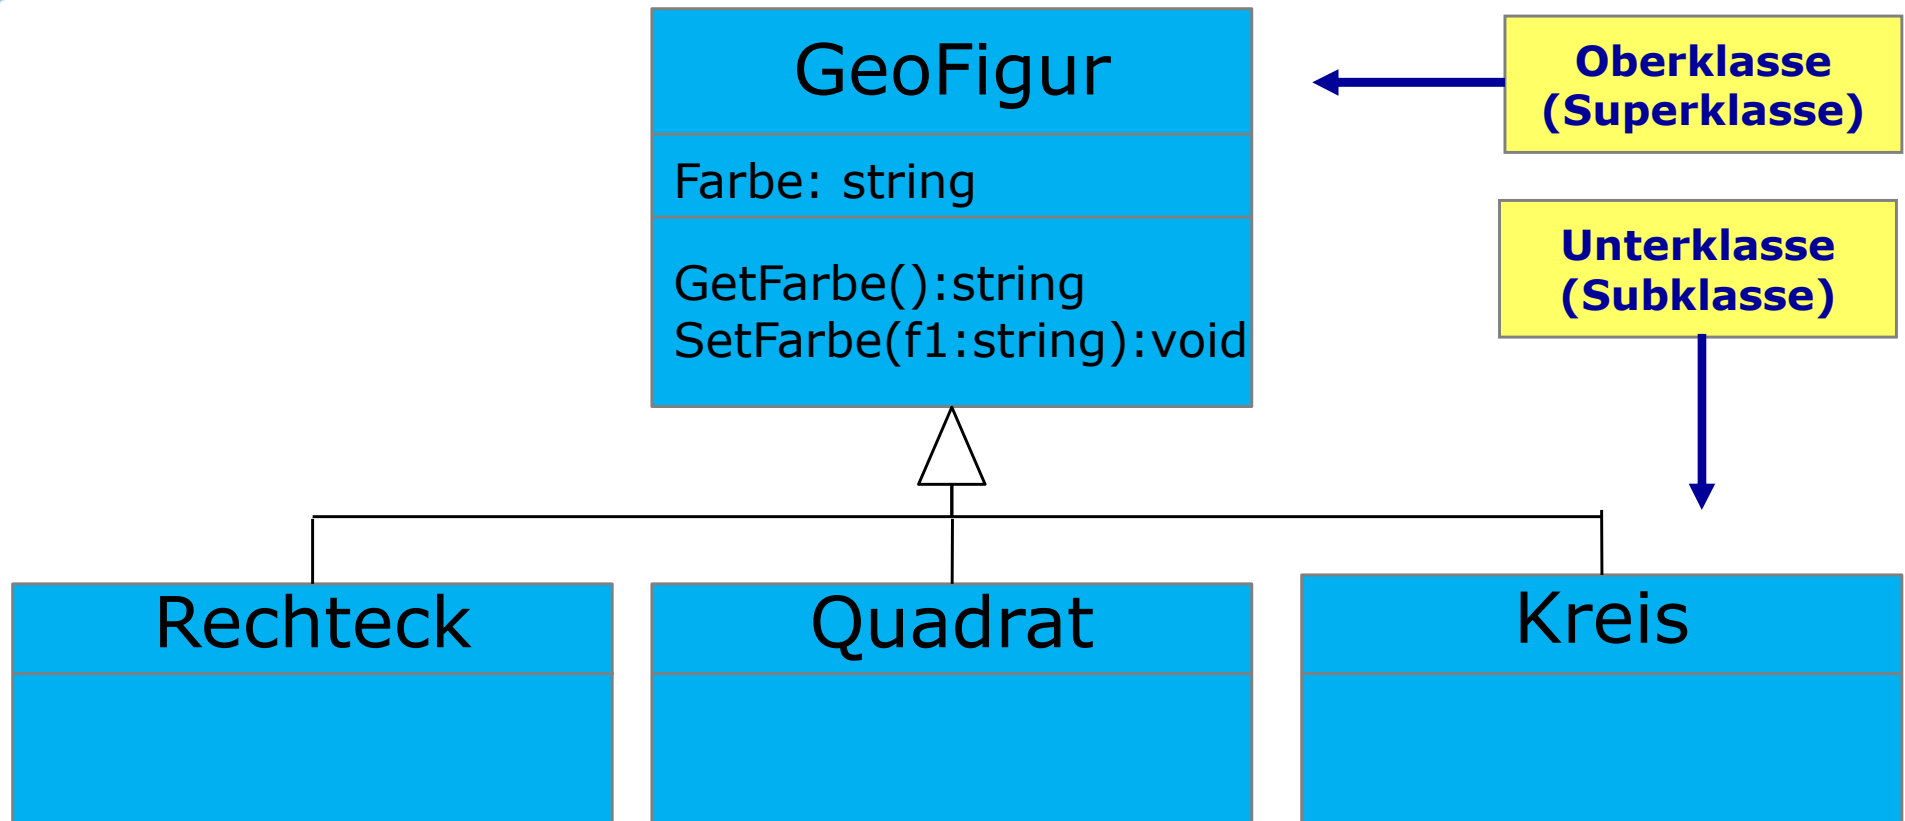 GeoFigur
Farbe: string
GetFarbe():string
SetFarbe(f1:string):void
Oberklasse
(Superklasse)
Unterklasse
(Subklasse)
Rechteck
Quadrat
Kreis